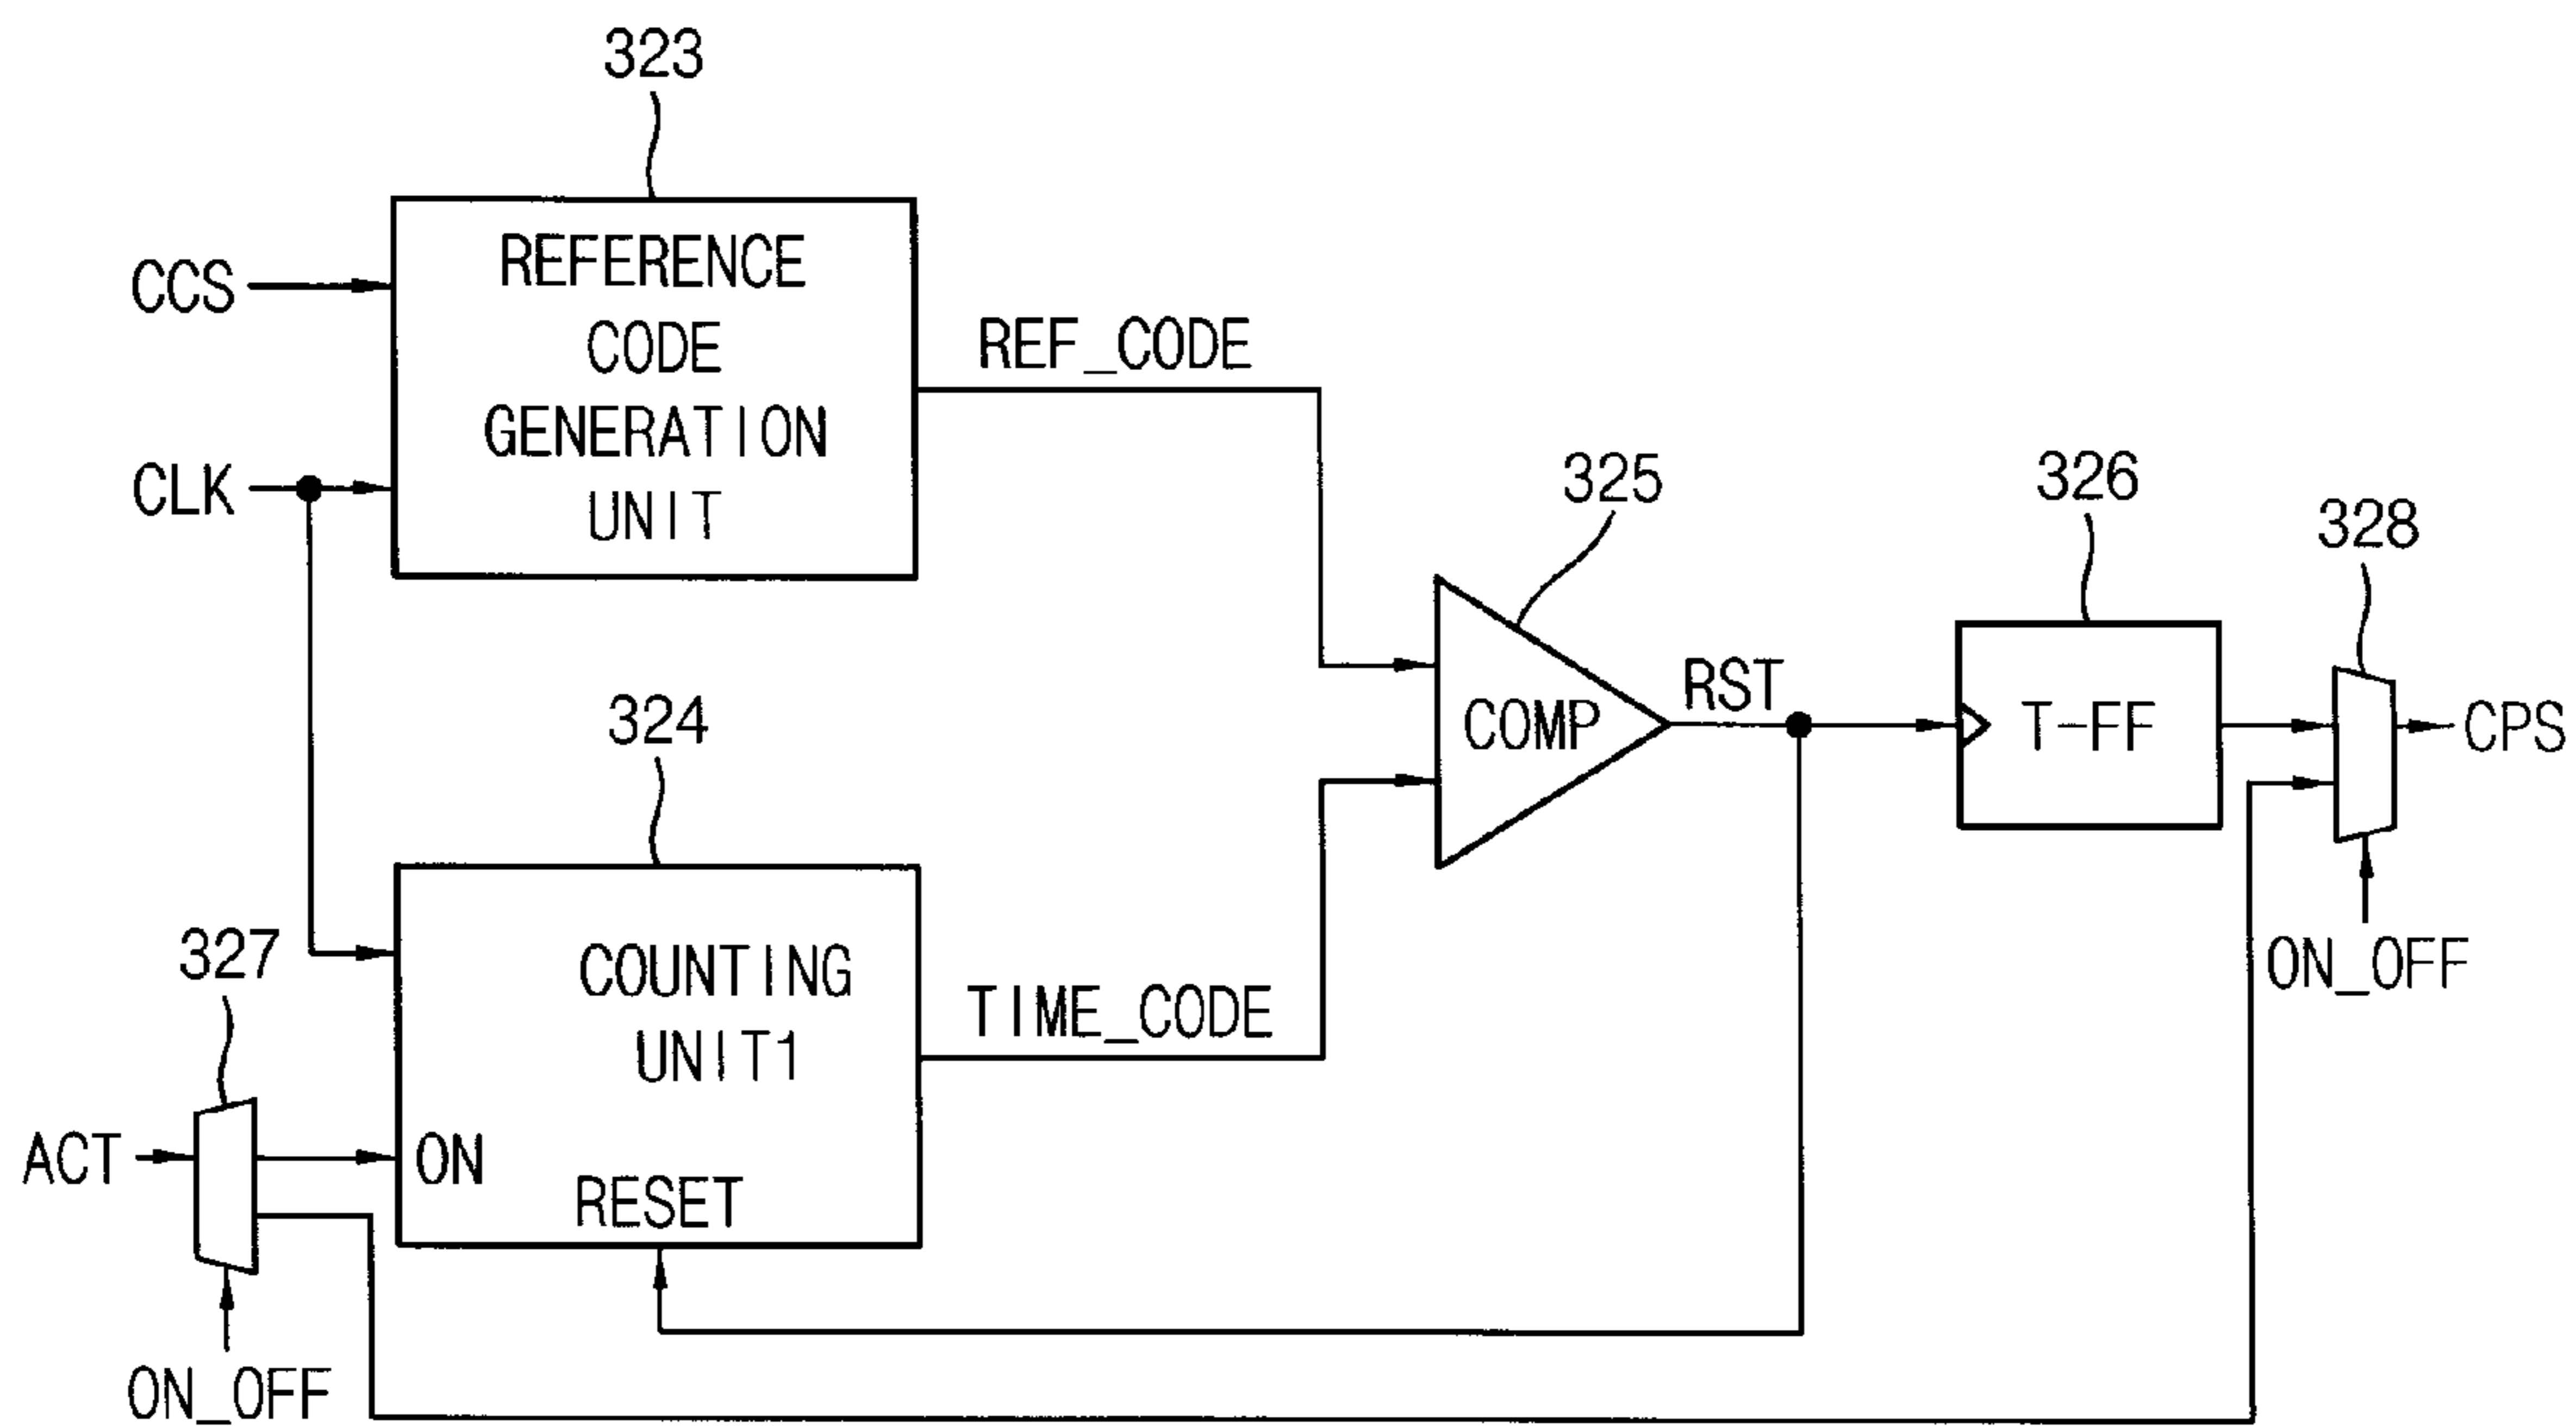 323
REFERENCE
CODE
GENERATION
UNIT
CCS
CLK
REF_CODE
325
326
328
COMP
RST
T-FF
CPS
ON_OFF
324
COUNTING
UNIT1
ON
RESET
TIME_CODE
327
ACT
ON_OFF